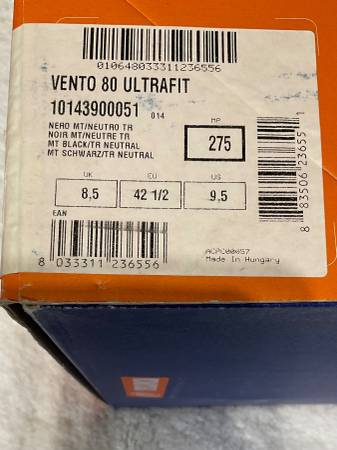 010648033311236556
VENTO 80 ULTRAFIT
10143900051 014
NERO MT/NEUTRO TR
NOIR MT/NEUTRE TR
MT BLACK/TR NEUTRAL
MT SCHWARZ/TR NEUTRAL
MP
275
UK
8,5
EU
42 1/2
US
9,5
EAN
8 033311 236556
8 83506 23655 1
ACPC00057
Made In Hungary